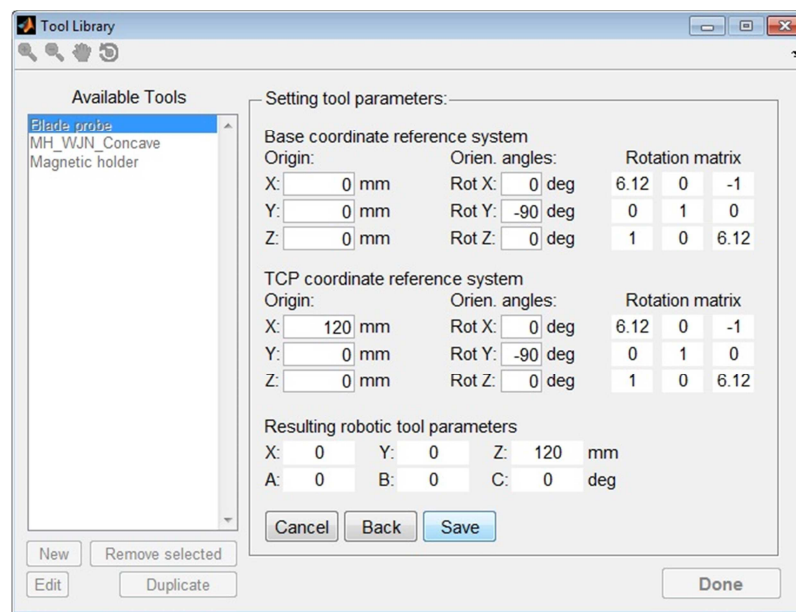 Tool Library
Available Tools
Blade probe
MH_WJN_Concave
Magnetic holder
New Remove selected
Edit Duplicate
Setting tool parameters:
Base coordinate reference system
Origin: Orien. angles: Rotation matrix
X: 0 mm Rot X: 0 deg 6.12 0 -1
Y: 0 mm Rot Y: -90 deg 0 1 0
Z: 0 mm Rot Z: 0 deg 1 0 6.12
TCP coordinate reference system
Origin: Orien. angles: Rotation matrix
X: 120 mm Rot X: 0 deg 6.12 0 -1
Y: 0 mm Rot Y: -90 deg 0 1 0
Z: 0 mm Rot Z: 0 deg 1 0 6.12
Resulting robotic tool parameters
X: 0 Y: 0 Z: 120 mm
A: 0 B: 0 C: 0 deg
Cancel Back Save
Done